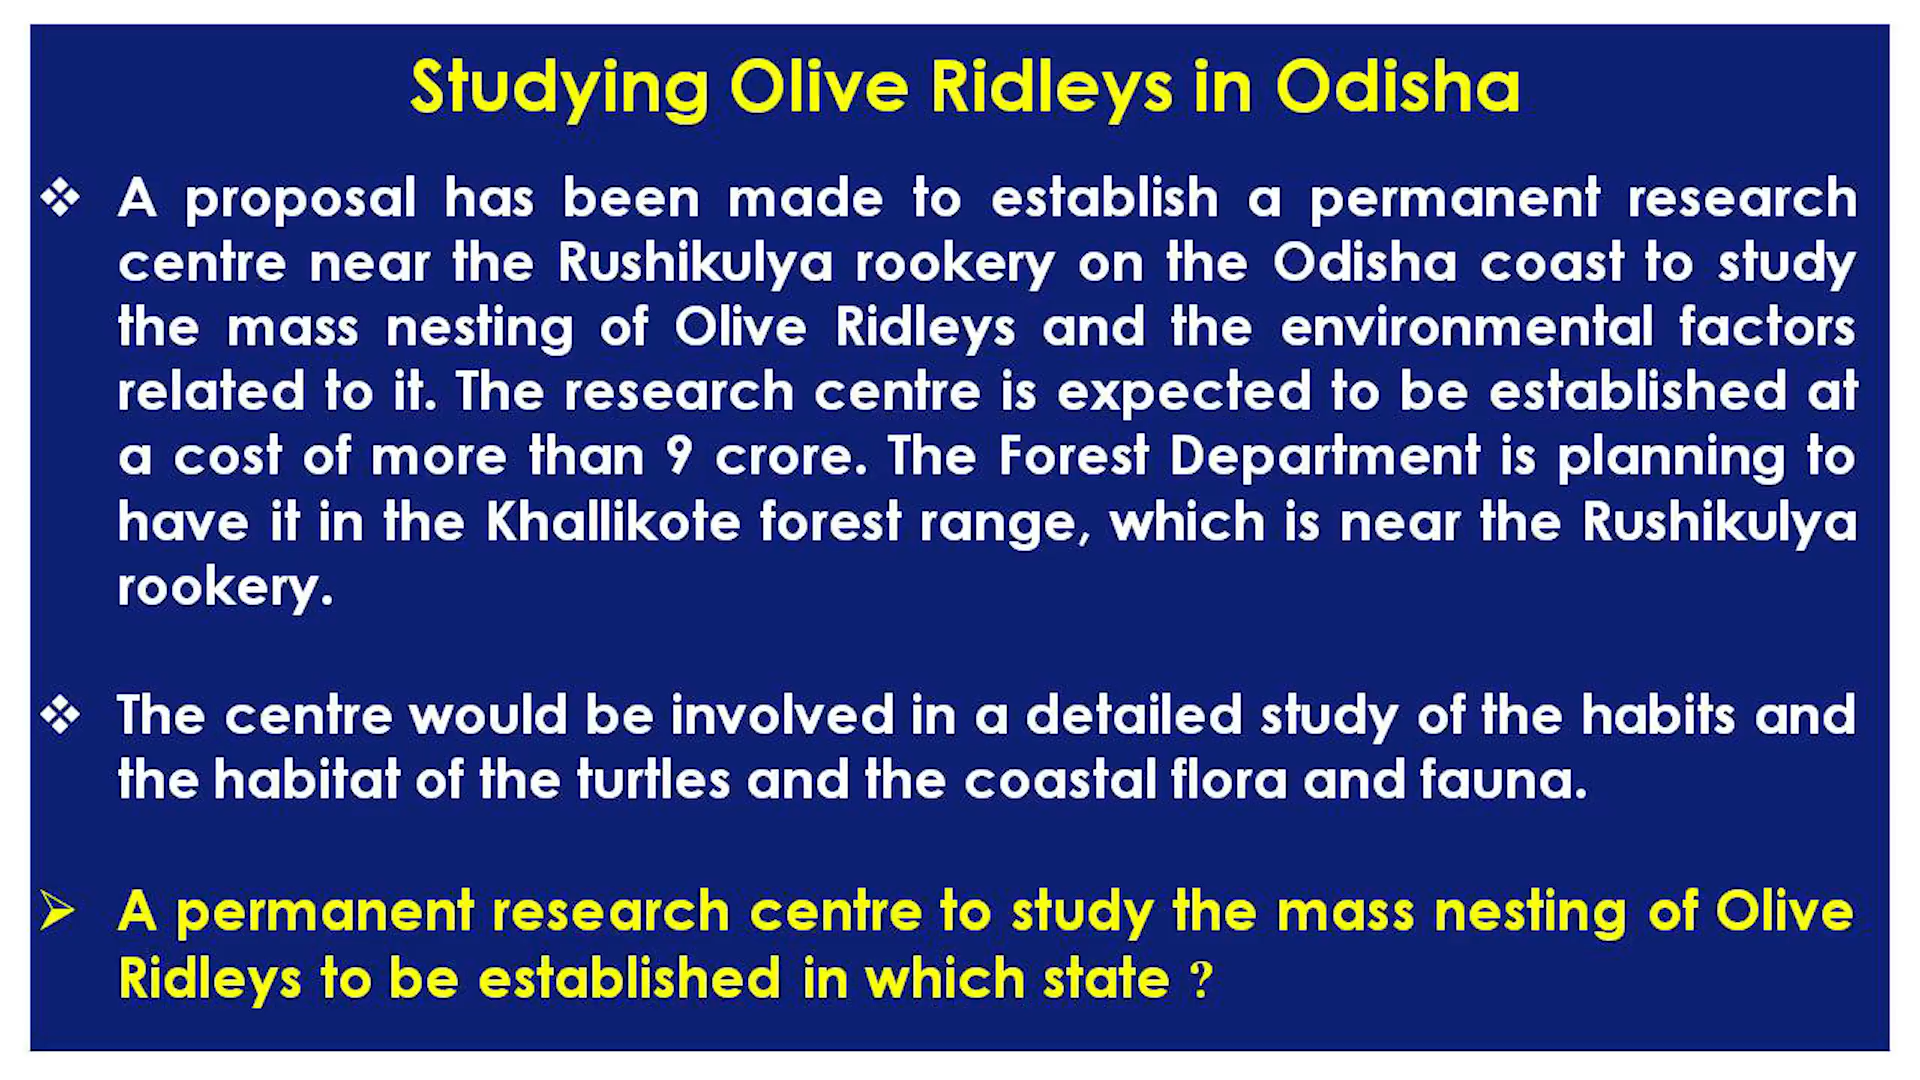 Studying Olive Ridleys in Odisha
❖ A proposal has been made to establish a permanent research
centre near the Rushikulya rookery on the Odisha coast to study
the mass nesting of Olive Ridleys and the environmental factors
related to it. The research centre is expected to be established at
a cost of more than 9 crore. The Forest Department is planning to
have it in the Khallikote forest range, which is near the Rushikulya
rookery.
❖ The centre would be involved in a detailed study of the habits and
the habitat of the turtles and the coastal flora and fauna.
➢ A permanent research centre to study the mass nesting of Olive
Ridleys to be established in which state ?